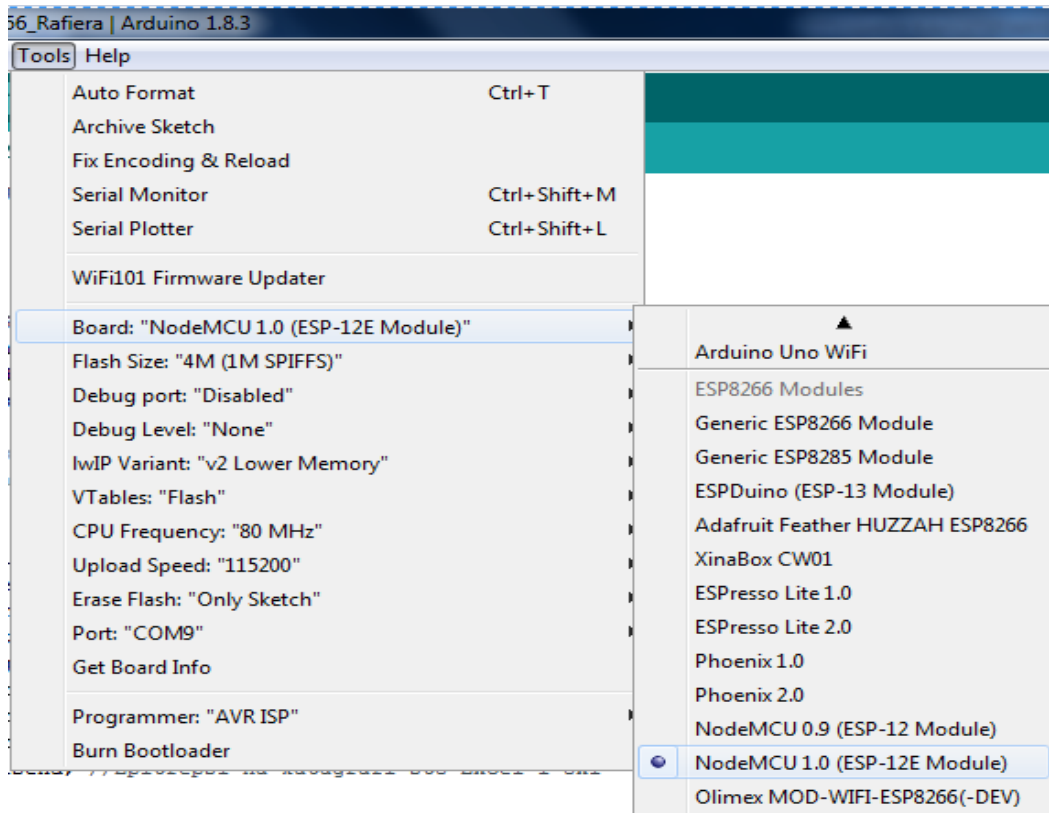 66_Rafiera | Arduino 1.8.3
Tools Help
Auto Format Ctrl+T
Archive Sketch
Fix Encoding & Reload
Serial Monitor Ctrl+Shift+M
Serial Plotter Ctrl+Shift+L
WiFi101 Firmware Updater
Board: "NodeMCU 1.0 (ESP-12E Module)"
Flash Size: "4M (1M SPIFFS)"
Debug port: "Disabled"
Debug Level: "None"
lwIP Variant: "v2 Lower Memory"
VTables: "Flash"
CPU Frequency: "80 MHz"
Upload Speed: "115200"
Erase Flash: "Only Sketch"
Port: "COM9"
Get Board Info
Programmer: "AVR ISP"
Burn Bootloader
Arduino Uno WiFi
ESP8266 Modules
Generic ESP8266 Module
Generic ESP8285 Module
ESPDuino (ESP-13 Module)
Adafruit Feather HUZZAH ESP8266
XinaBox CW01
ESPresso Lite 1.0
ESPresso Lite 2.0
Phoenix 1.0
Phoenix 2.0
NodeMCU 0.9 (ESP-12 Module)
NodeMCU 1.0 (ESP-12E Module)
Olimex MOD-WIFI-ESP8266(-DEV)